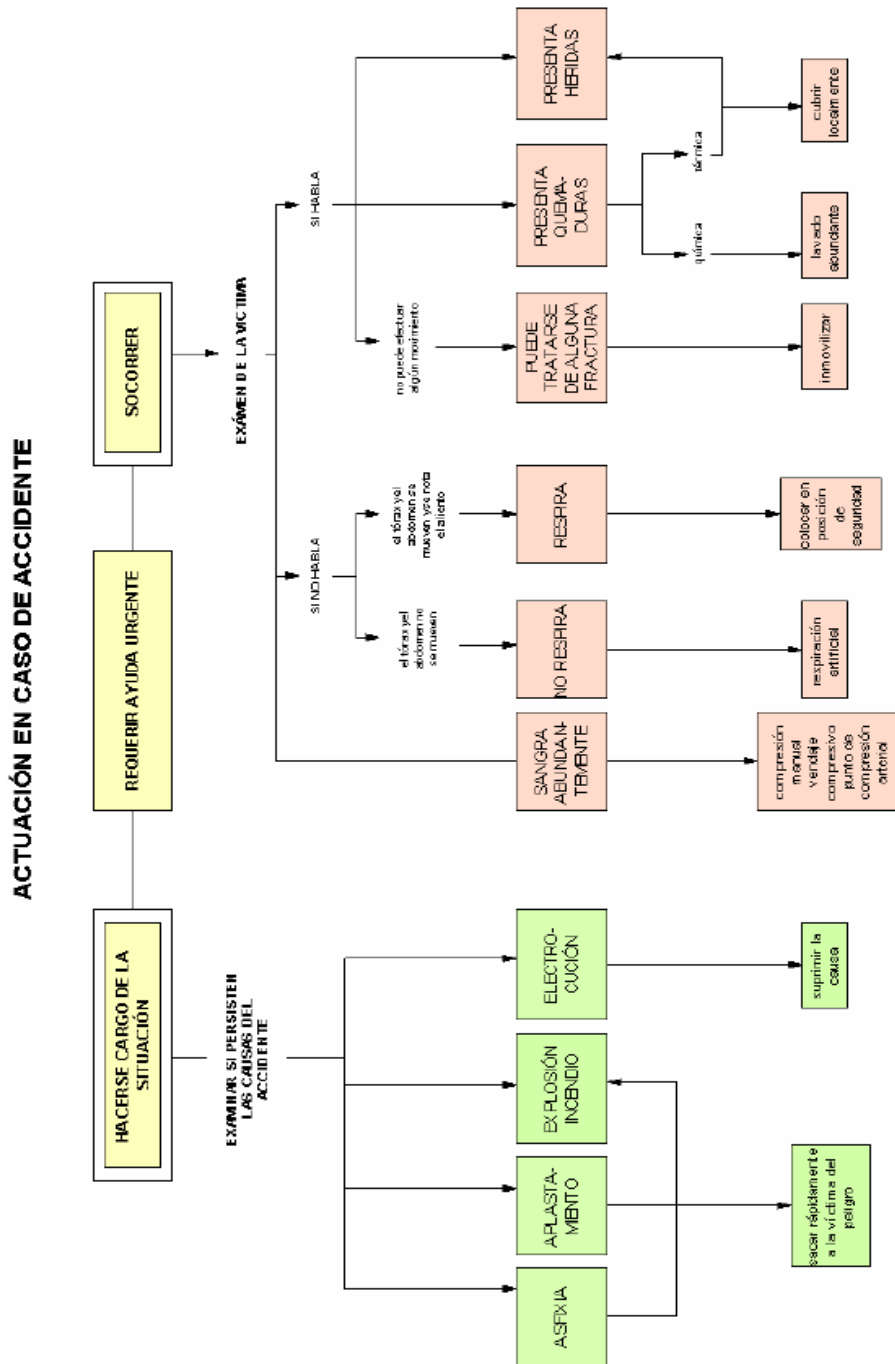 ACTUACIÓN EN CASO DE ACCIDENTE
HACERSE CARGO DE LA
SITUACIÓN
REQUERIR AYUDA URGENTE
SOCORRER
EXAMINAR SI PERSISTEN
LAS CAUSAS DEL
ACCIDENTE
EXÁMEN DE LA VICTIMA
SI NO HABLA
SI HABLA
el tórax y el
abdomen no
se mueven
el tórax y el
abdomen se
mueven y se nota
el aliento
no puede efectuar
algún movimiento
ASFIXIA
APLASTA-
MIENTO
EXPLOSIÓN
INCENDIO
ELECTRO-
CUCIÓN
SANGRA
ABUNDAN-
TEMENTE
NO RESPIRA
RESPIRA
PUEDE
TRATARSE
DE ALGUNA
FRACTURA
PRESENTA
QUEMA-
DURAS
PRESENTA
HERIDAS
química
térmica
sacar rápidamente
a la víctima del
peligro
suprimir la
causa
compresión
manual
vendaje
compresivo
punto de
compresión
arterial
respiración
artificial
colocer en
posición
de
seguridad
inmovilizar
lavado
abundante
cubrir
localmente